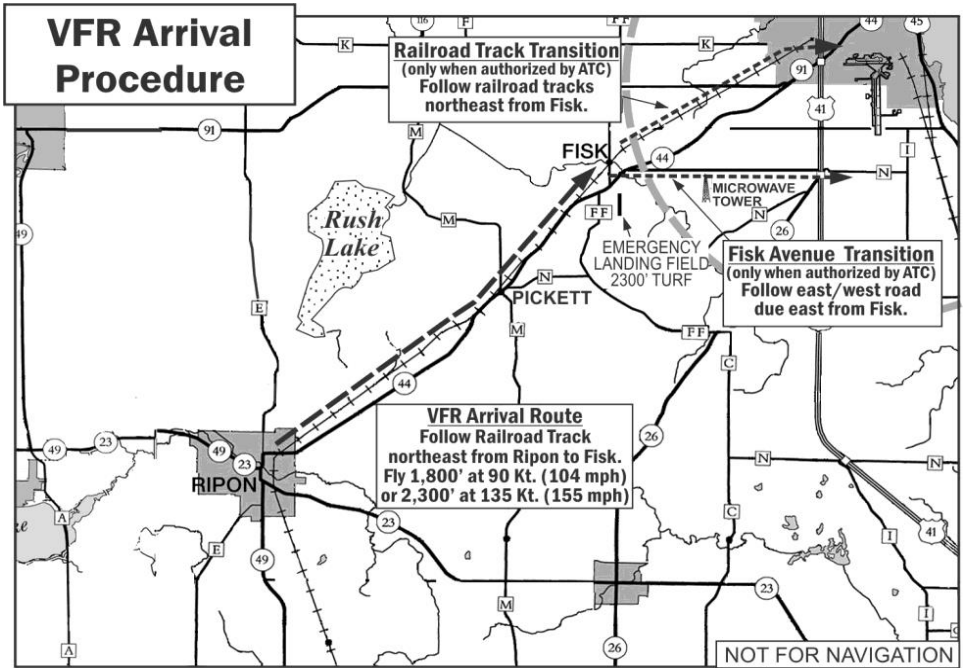 VFR Arrival
Procedure
116
F
F F
44
45
K
K
Railroad Track Transition
(only when authorized by ATC)
Follow railroad tracks
northeast from Fisk.
91
41
91
M
FISK
44
I
N
MICROWAVE
TOWER
Rush
Lake
M
F F
N
26
49
EMERGENCY
LANDING FIELD
2300' TURF
Fisk Avenue Transition
(only when authorized by ATC)
Follow east/west road
due east from Fisk.
N
PICKETT
E
M
F F
C
44
VFR Arrival Route
Follow Railroad Track
northeast from Ripon to Fisk.
Fly 1,800' at 90 Kt. (104 mph)
or 2,300' at 135 Kt. (155 mph)
26
49
23
49
23
RIPON
N
N
A
23
C
41
E
49
I
I
M
23
A
26
NOT FOR NAVIGATION